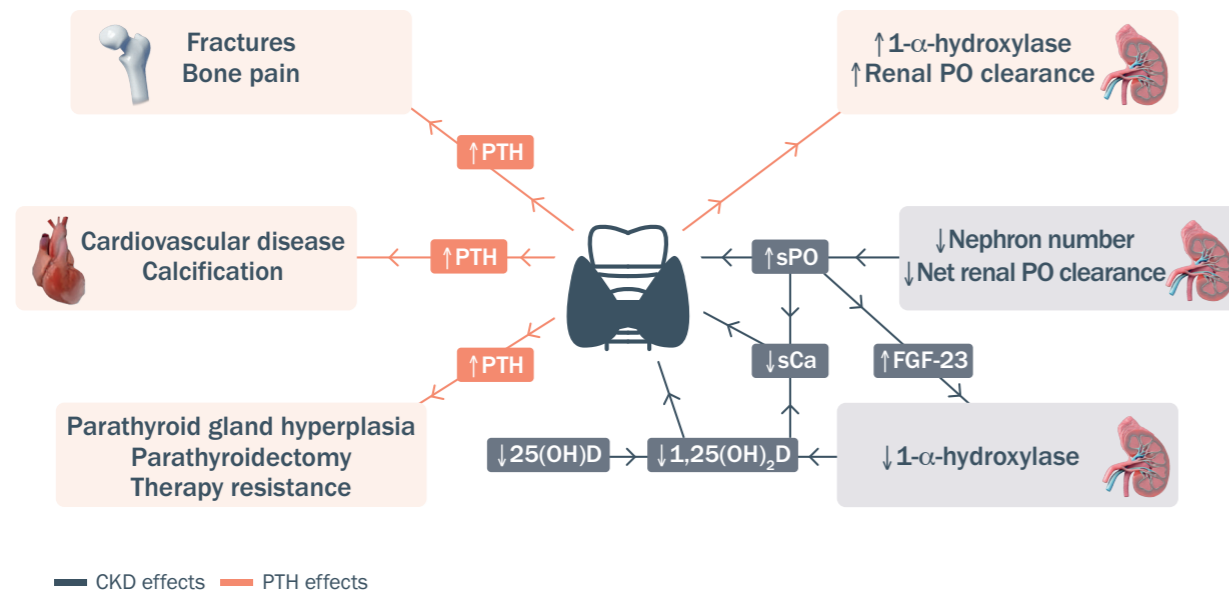 Fractures
Bone pain
↑1-α-hydroxylase
↑Renal PO clearance
↑PTH
Cardiovascular disease
Calcification
↑PTH
↑sPO
↓Nephron number
↓Net renal PO clearance
↑PTH
↓sCa
↑FGF-23
Parathyroid gland hyperplasia
Parathyroidectomy
Therapy resistance
↓25(OH)D
↓1,25(OH)₂D
↓1-α-hydroxylase
CKD effects
PTH effects